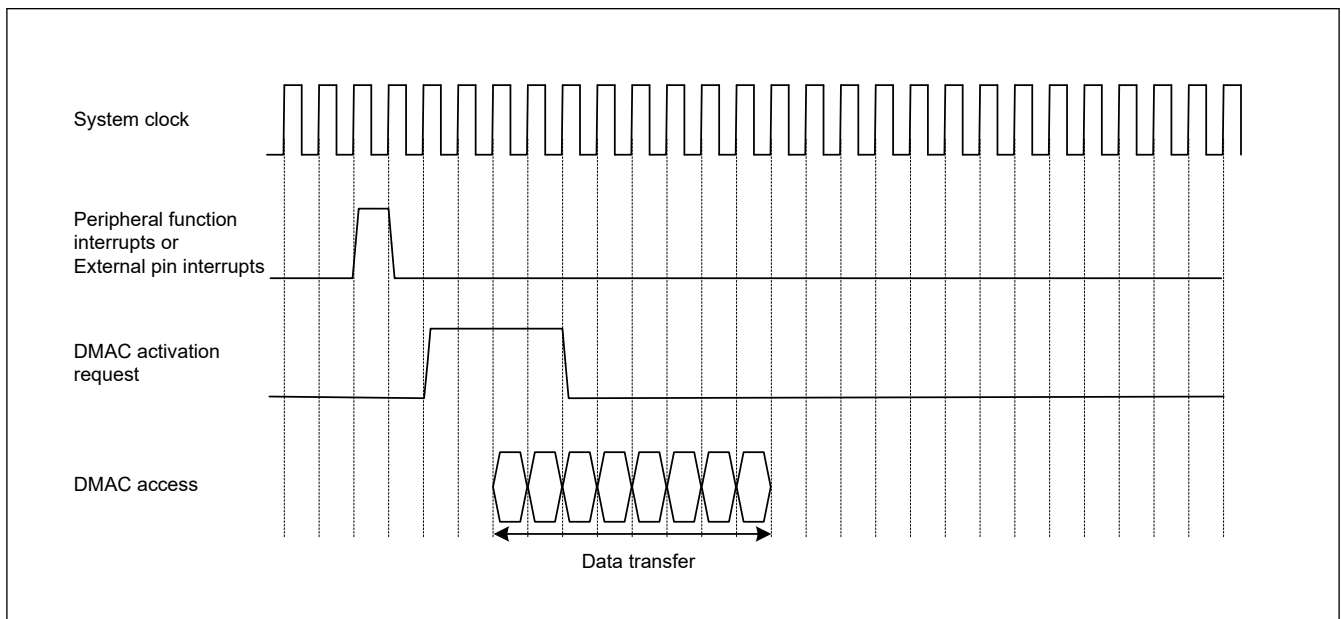 System clock
Peripheral function
interrupts or
External pin interrupts
DMAC activation
request
DMAC access
Data transfer